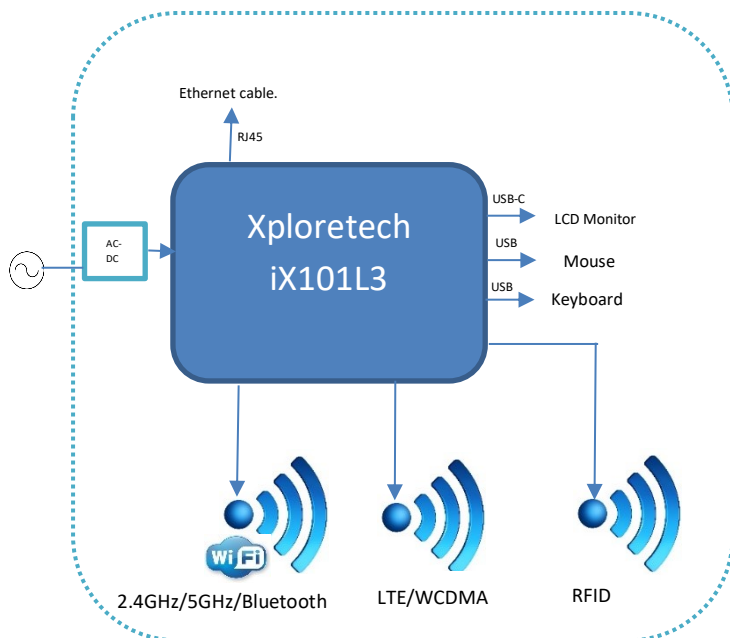 Ethernet cable.
RJ45
Xploretech
iX101L3
AC-
DC
USB-C
LCD Monitor
USB
Mouse
USB
Keyboard
WiFi
2.4GHz/5GHz/Bluetooth
LTE/WCDMA
RFID